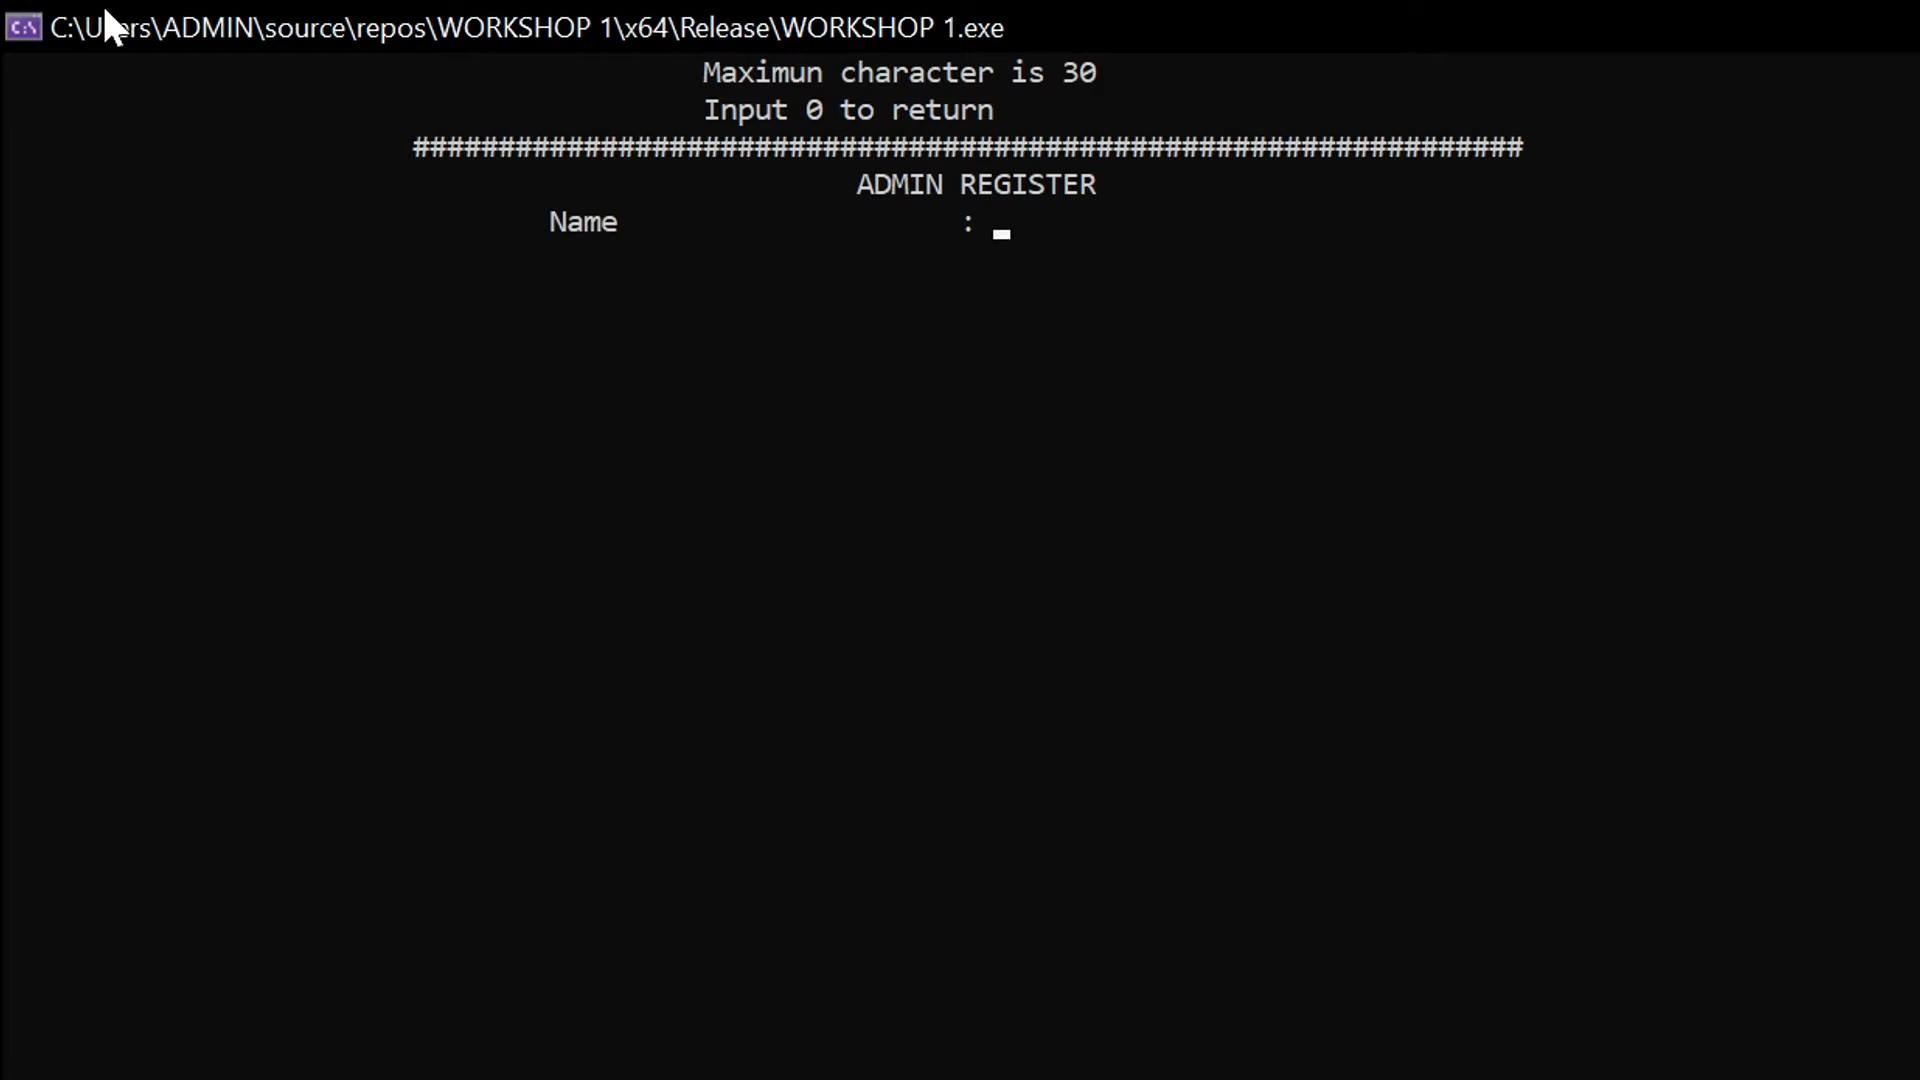 C:\Users\ADMIN\source\repos\WORKSHOP 1\x64\Release\WORKSHOP 1.exe
Maximun character is 30
Input 0 to return
#################################################################
ADMIN REGISTER
Name :